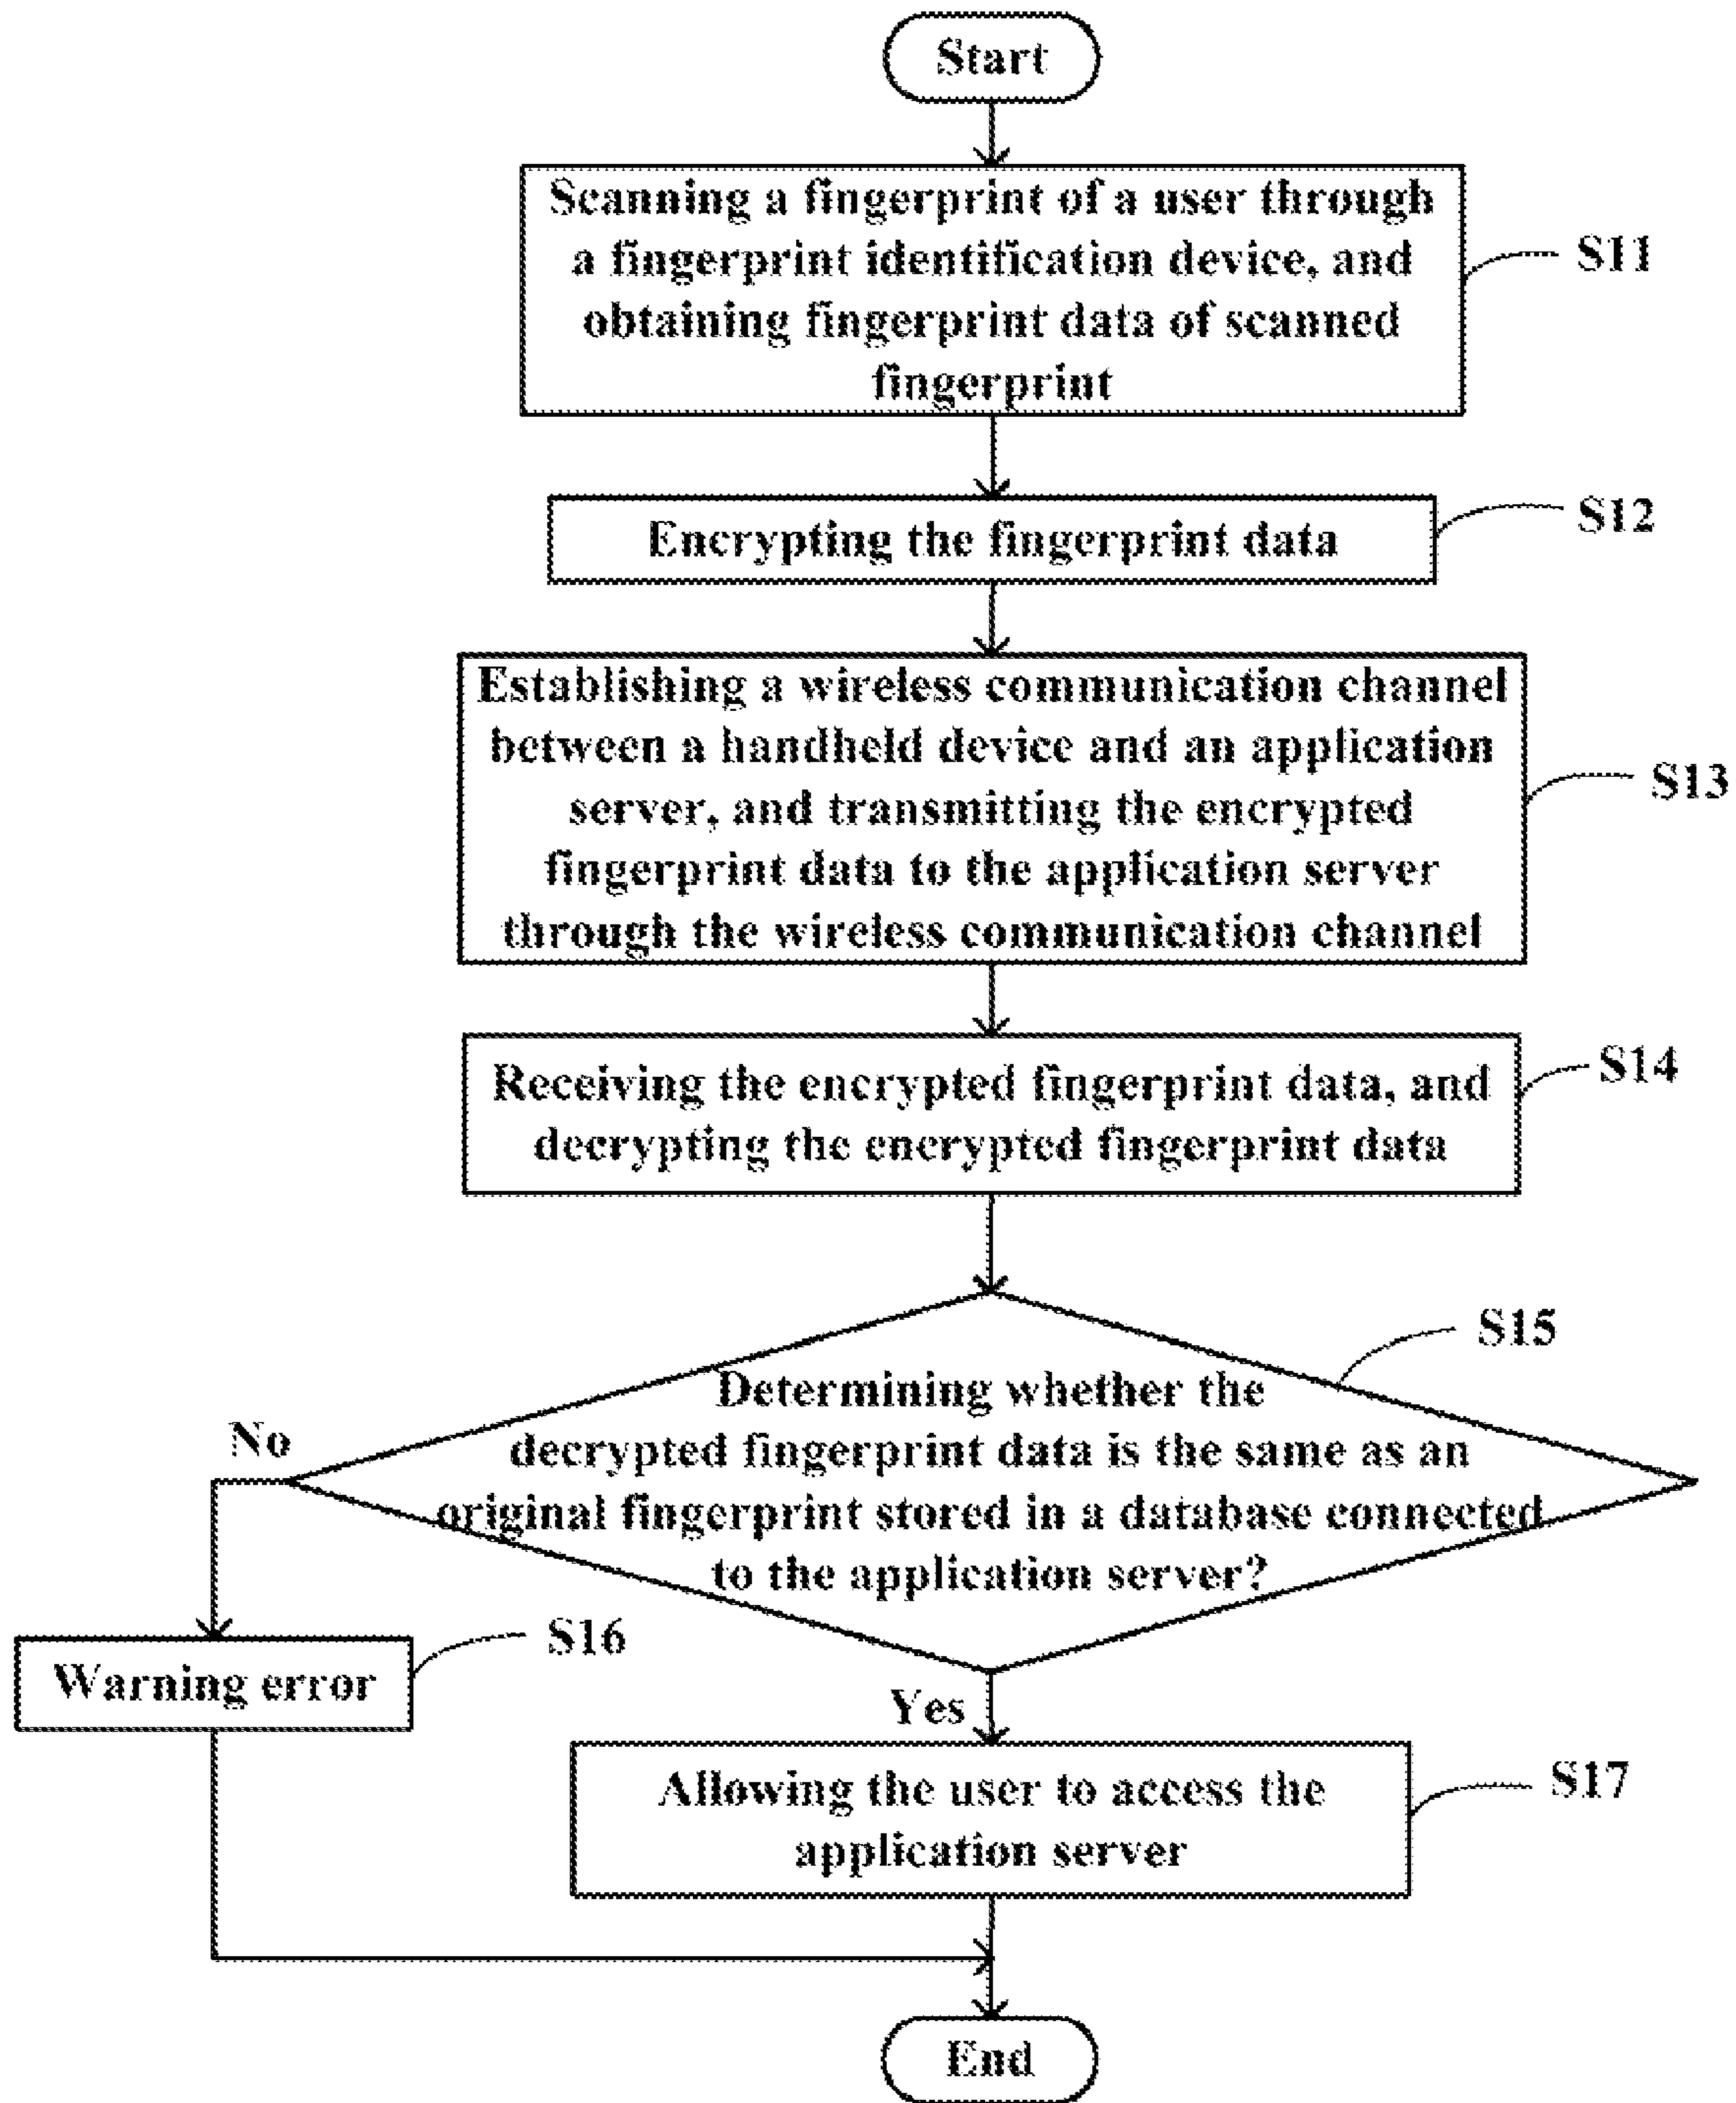 Start
Scanning a fingerprint of a user through
a fingerprint identification device, and
obtaining fingerprint data of scanned
fingerprint
S11
Encrypting the fingerprint data
S12
Establishing a wireless communication channel
between a handheld device and an application
server, and transmitting the encrypted
fingerprint data to the application server
through the wireless communication channel
S13
Receiving the encrypted fingerprint data, and
decrypting the encrypted fingerprint data
S14
Determining whether the
decrypted fingerprint data is the same as an
original fingerprint stored in a database connected
to the application server?
S15
No
Warning error
S16
Yes
Allowing the user to access the
application server
S17
End